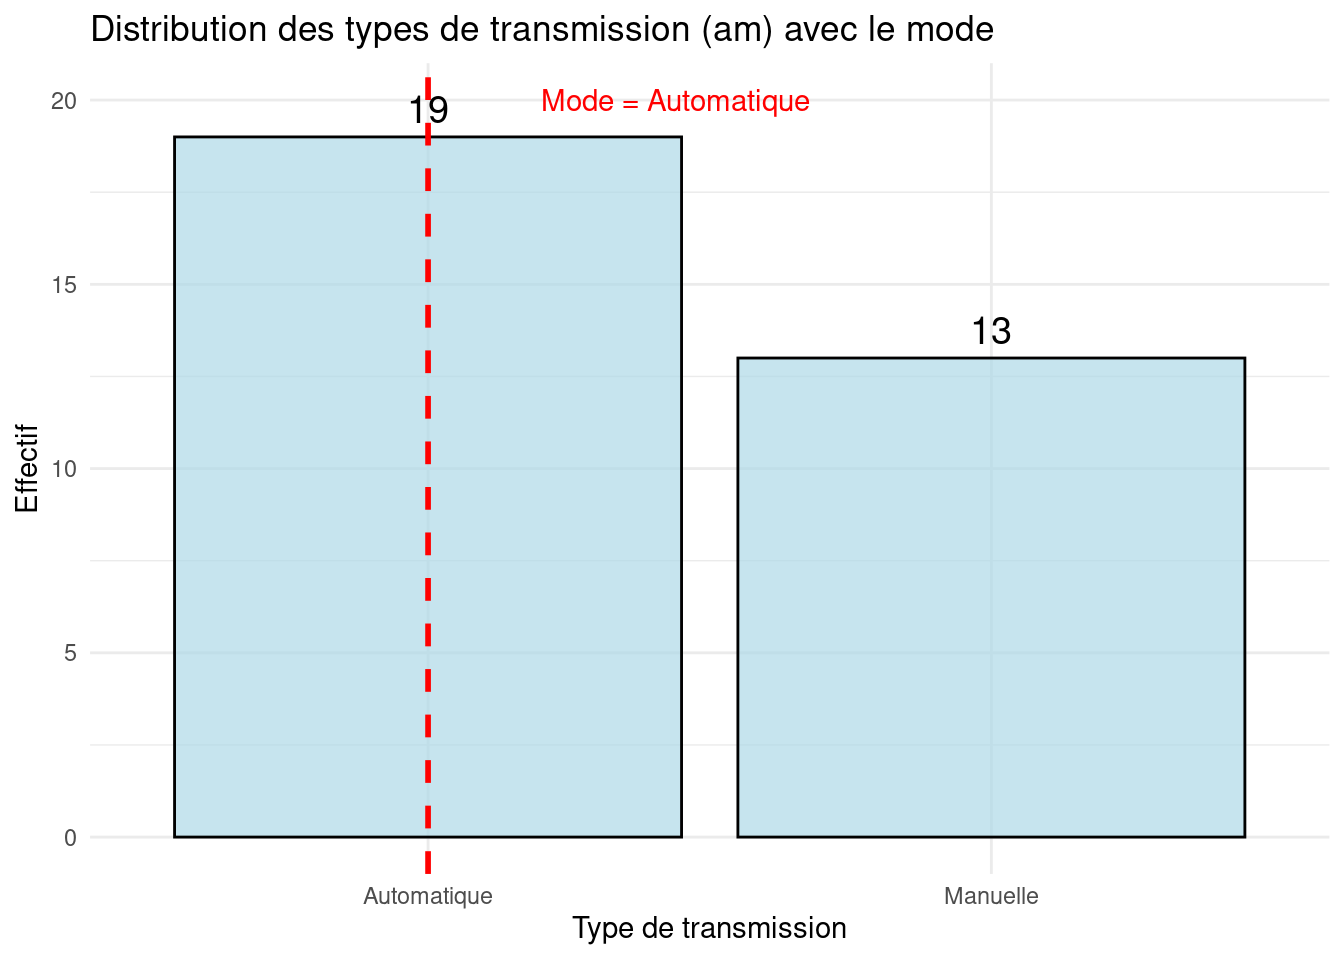 Distribution des types de transmission (am) avec le mode
20
19
Mode = Automatique
15
13
10
5
0
Effectif
Automatique
Manuelle
Type de transmission